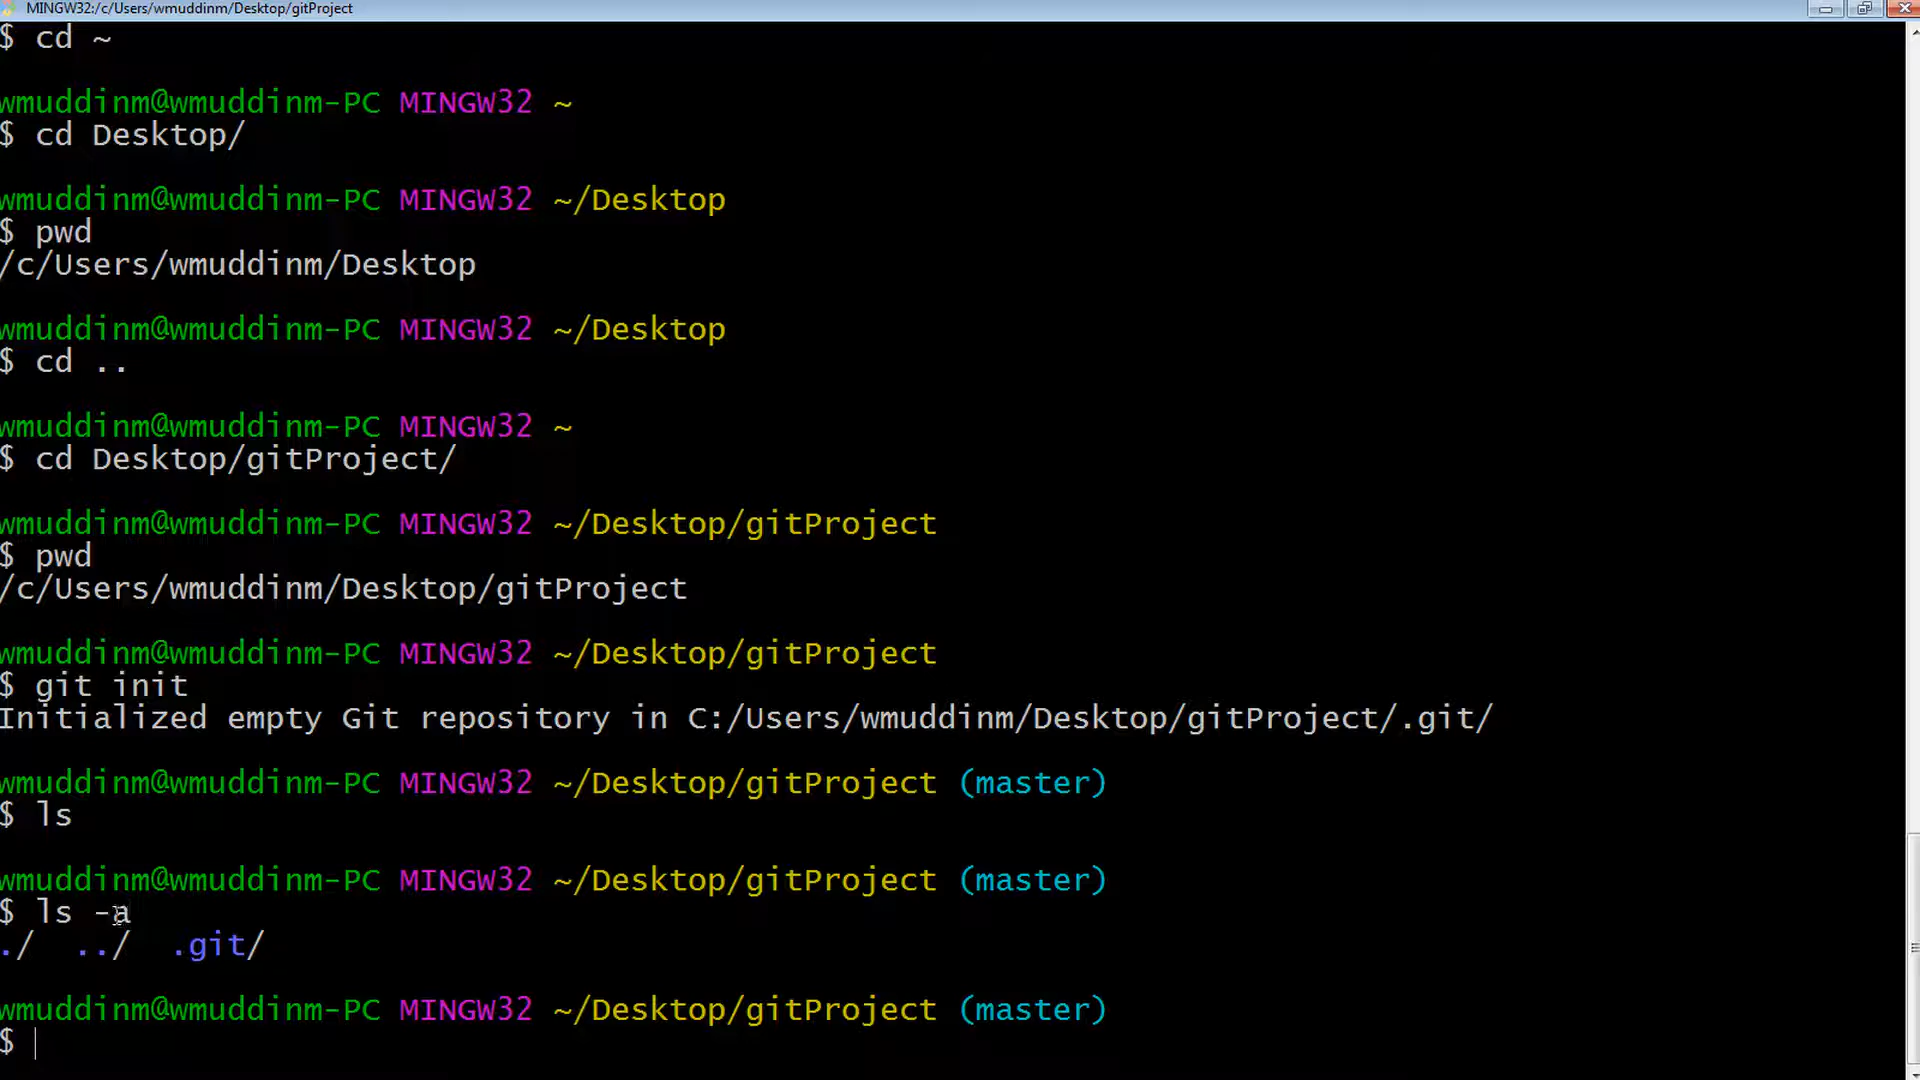 MINGW32:/c/Users/wmuddinm/Desktop/gitProject
$ cd ~
wmuddinm@wmuddinm-PC MINGW32 ~
$ cd Desktop/
wmuddinm@wmuddinm-PC MINGW32 ~/Desktop
$ pwd
/c/Users/wmuddinm/Desktop
wmuddinm@wmuddinm-PC MINGW32 ~/Desktop
$ cd ..
wmuddinm@wmuddinm-PC MINGW32 ~
$ cd Desktop/gitProject/
wmuddinm@wmuddinm-PC MINGW32 ~/Desktop/gitProject
$ pwd
/c/Users/wmuddinm/Desktop/gitProject
wmuddinm@wmuddinm-PC MINGW32 ~/Desktop/gitProject
$ git init
Initialized empty Git repository in C:/Users/wmuddinm/Desktop/gitProject/.git/
wmuddinm@wmuddinm-PC MINGW32 ~/Desktop/gitProject (master)
$ ls
wmuddinm@wmuddinm-PC MINGW32 ~/Desktop/gitProject (master)
$ ls -a
./ ../ .git/
wmuddinm@wmuddinm-PC MINGW32 ~/Desktop/gitProject (master)
$